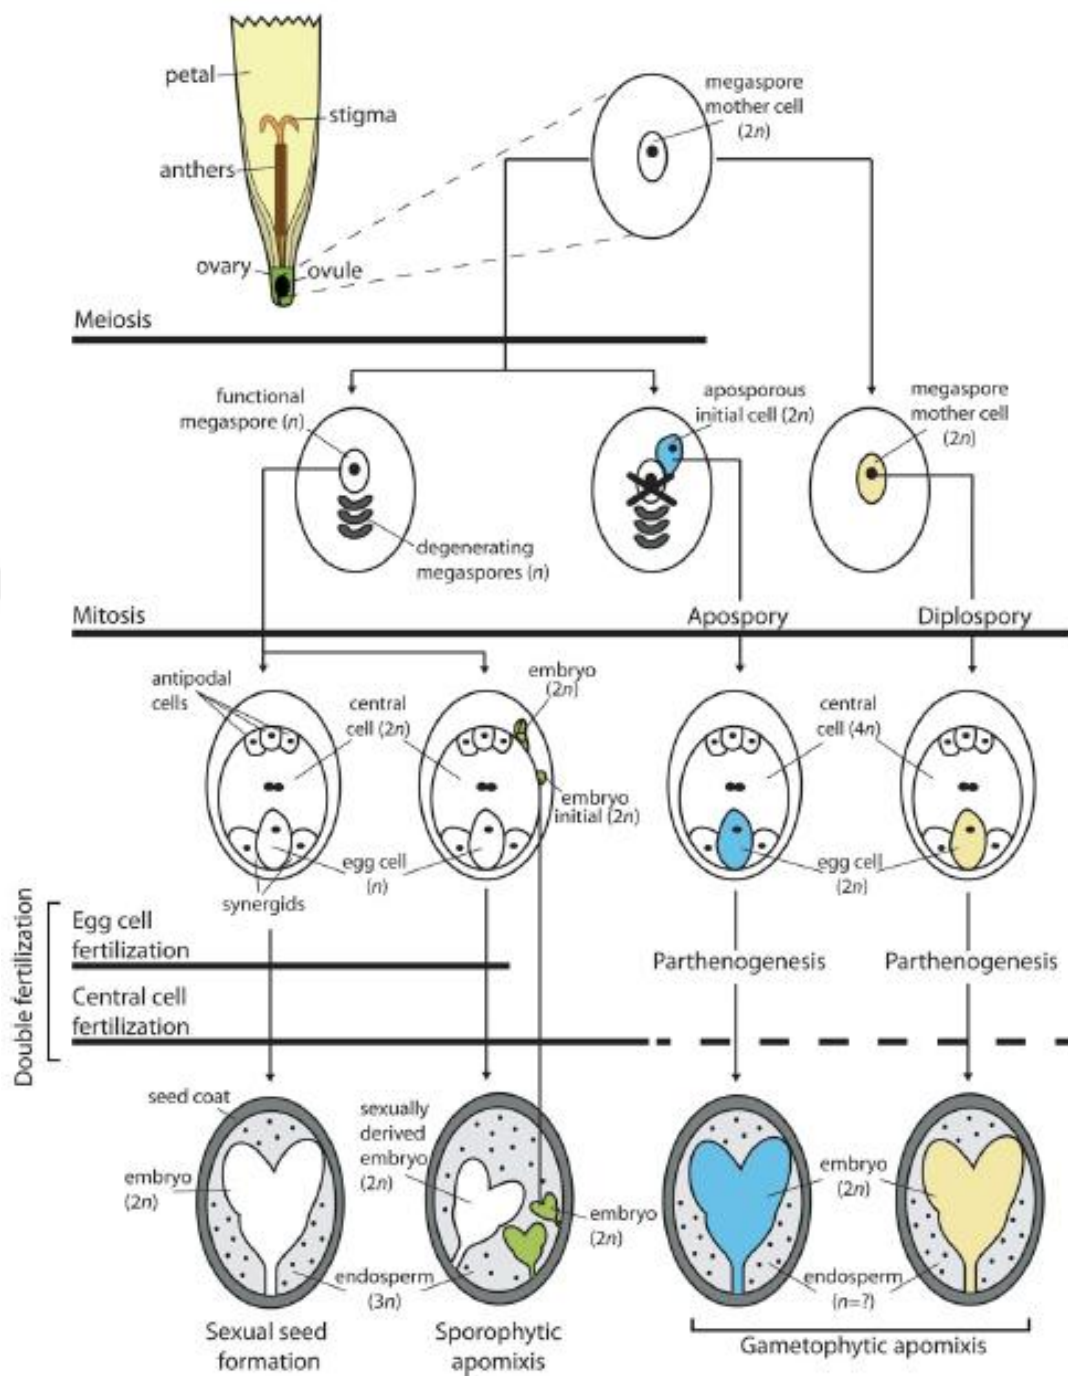 petal
stigma
anthers
ovary
ovule
megaspore
mother cell
(2n)
Meiosis
functional
megaspore (n)
aposporous
initial cell (2n)
megaspore
mother cell
(2n)
degenerating
megaspores (n)
Mitosis
Apospory
Diplospory
antipodal
cells
central
cell (2n)
embryo
(2n)
embryo
initial (2n)
central
cell (4n)
egg cell
(n)
synergids
egg cell
(2n)
Double fertilization
Egg cell
fertilization
Central cell
fertilization
Parthenogenesis
Parthenogenesis
seed coat
embryo
(2n)
sexually
derived
embryo
(2n)
embryo
(2n)
embryo
(2n)
endosperm
(3n)
endosperm
(n=?)
Sexual seed
formation
Sporophytic
apomixis
Gametophytic apomixis